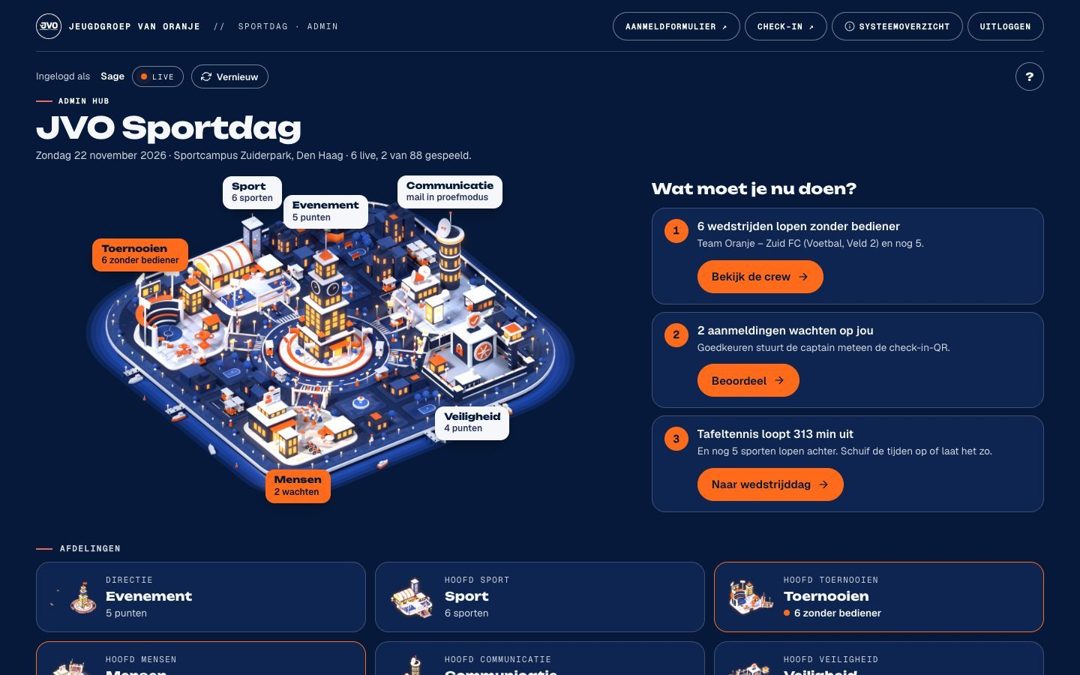 JVO JEUGDGROEP VAN ORANJE // SPORTDAG · ADMIN
AANMELDFORMULIER ↗
CHECK-IN ↗
SYSTEEMOVERZICHT
UITLOGGEN
Ingelogd als Sage
LIVE
Vernieuw
?
ADMIN HUB
JVO Sportdag
Zondag 22 november 2026 · Sportcampus Zuiderpark, Den Haag · 6 live, 2 van 88 gespeeld.
Sport
6 sporten
Evenement
5 punten
Communicatie
mail in proefmodus
Toernooien
6 zonder bediener
Veiligheid
4 punten
Mensen
2 wachten
Wat moet je nu doen?
1
6 wedstrijden lopen zonder bediener
Team Oranje – Zuid FC (Voetbal, Veld 2) en nog 5.
Bekijk de crew →
2
2 aanmeldingen wachten op jou
Goedkeuren stuurt de captain meteen de check-in-QR.
Beoordeel →
3
Tafeltennis loopt 313 min uit
En nog 5 sporten lopen achter. Schuif de tijden op of laat het zo.
Naar wedstrijddag →
AFDELINGEN
DIRECTIE
Evenement
5 punten
HOOFD SPORT
Sport
6 sporten
HOOFD TOERNOOIEN
Toernooien
6 zonder bediener
HOOFD MENSEN
Mensen
HOOFD COMMUNICATIE
Communicatie
HOOFD VEILIGHEID
Veiligheid